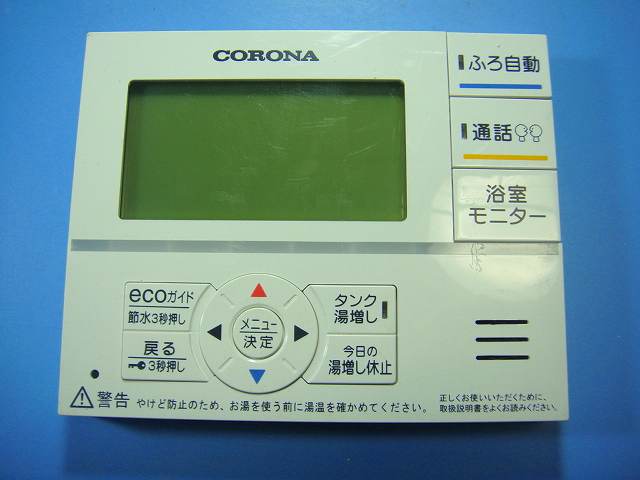 CORONA
ふろ自動
通話
浴室
モニター
ecoガイド
節水3秒押し
戻る
3秒押し
メニュー
決定
タンク
湯増し
今日の
湯増し休止
警告 やけど防止のため、お湯を使う前に湯温を確かめてください。
正しくお使いいただくために、
取扱説明書をよくお読みください。